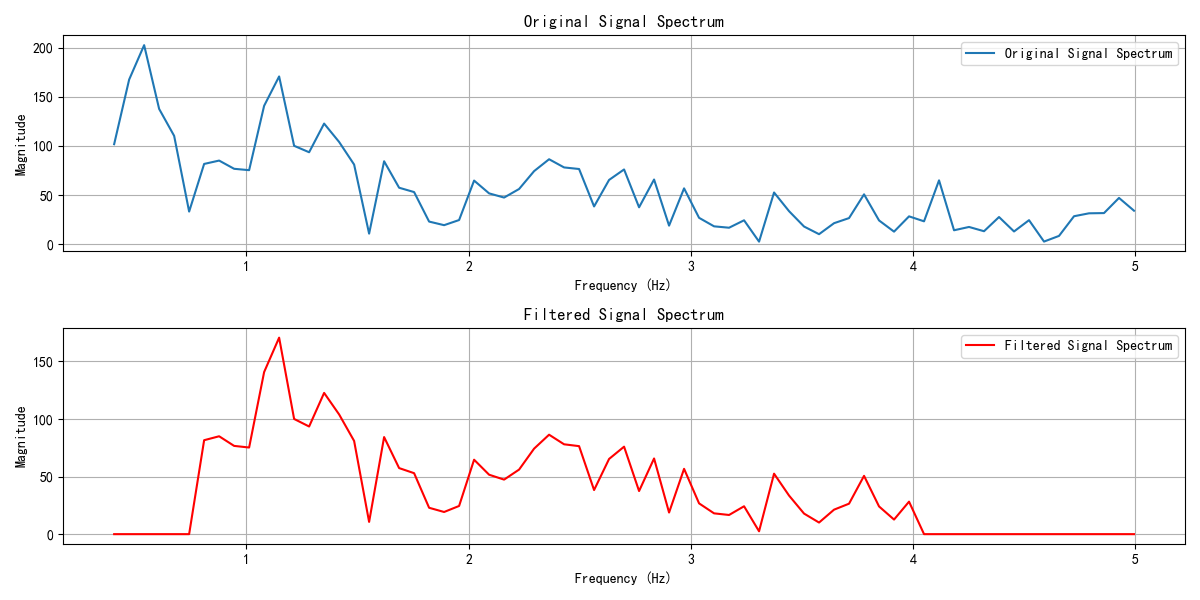 Original Signal Spectrum
Original Signal Spectrum
Magnitude
200
150
100
50
0
1 2 3 4 5
Frequency (Hz)
Filtered Signal Spectrum
Filtered Signal Spectrum
Magnitude
150
100
50
0
1 2 3 4 5
Frequency (Hz)